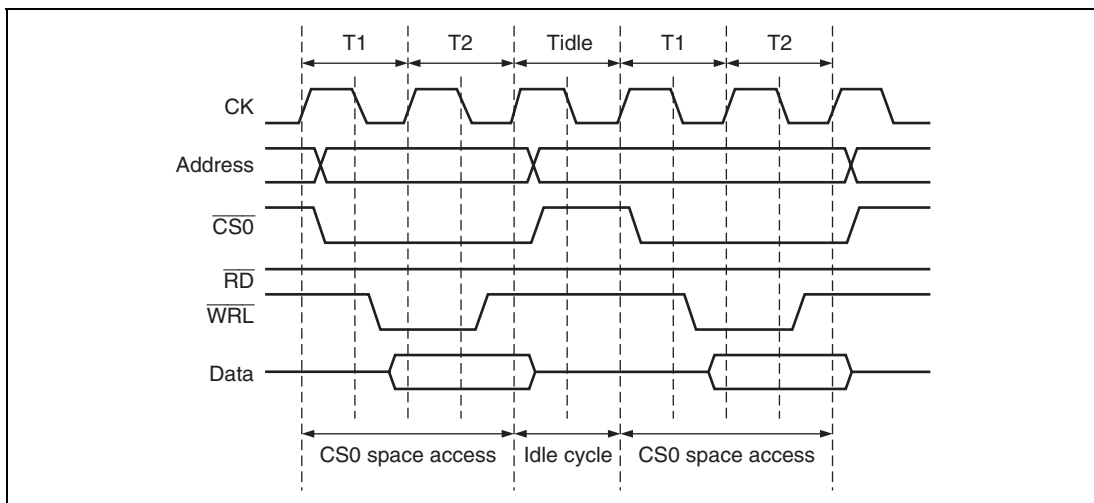 T1 T2 Tidle T1 T2
CK
Address
CS0
RD
WRL
Data
CS0 space access Idle cycle CS0 space access